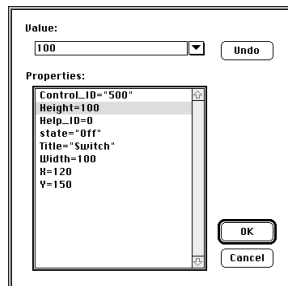 Value:
100
Undo
Properties:
Control_ID="500"
Height=100
Help_ID=0
state="Off"
Title="Switch"
Width=100
X=120
Y=150
OK
Cancel